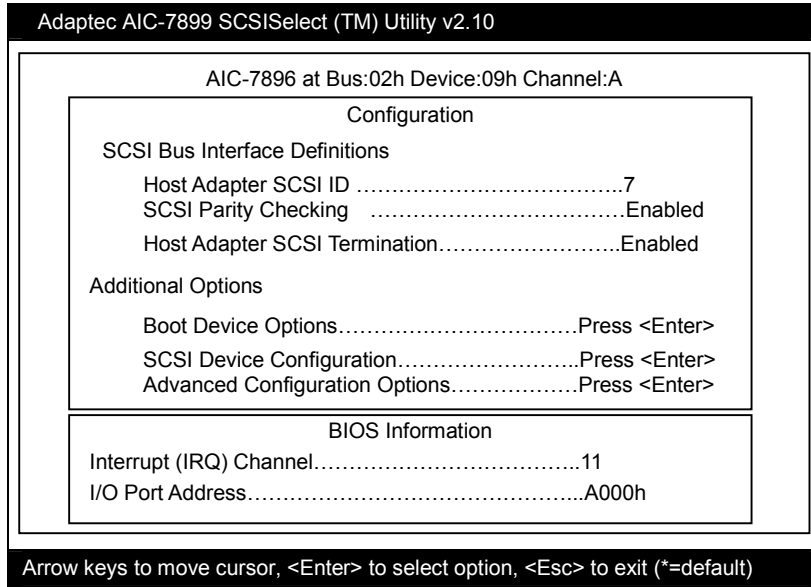 Adaptec AIC-7899 SCSISelect (TM) Utility v2.10
AIC-7896 at Bus:02h Device:09h Channel:A
Configuration
SCSI Bus Interface Definitions
Host Adapter SCSI ID ……………………………..7
SCSI Parity Checking ……………………………Enabled
Host Adapter SCSI Termination…………………..Enabled
Additional Options
Boot Device Options…………………………Press <Enter>
SCSI Device Configuration…………………..Press <Enter>
Advanced Configuration Options………………Press <Enter>
BIOS Information
Interrupt (IRQ) Channel……………………………..11
I/O Port Address…………………………………...A000h
Arrow keys to move cursor, <Enter> to select option, <Esc> to exit (*=default)